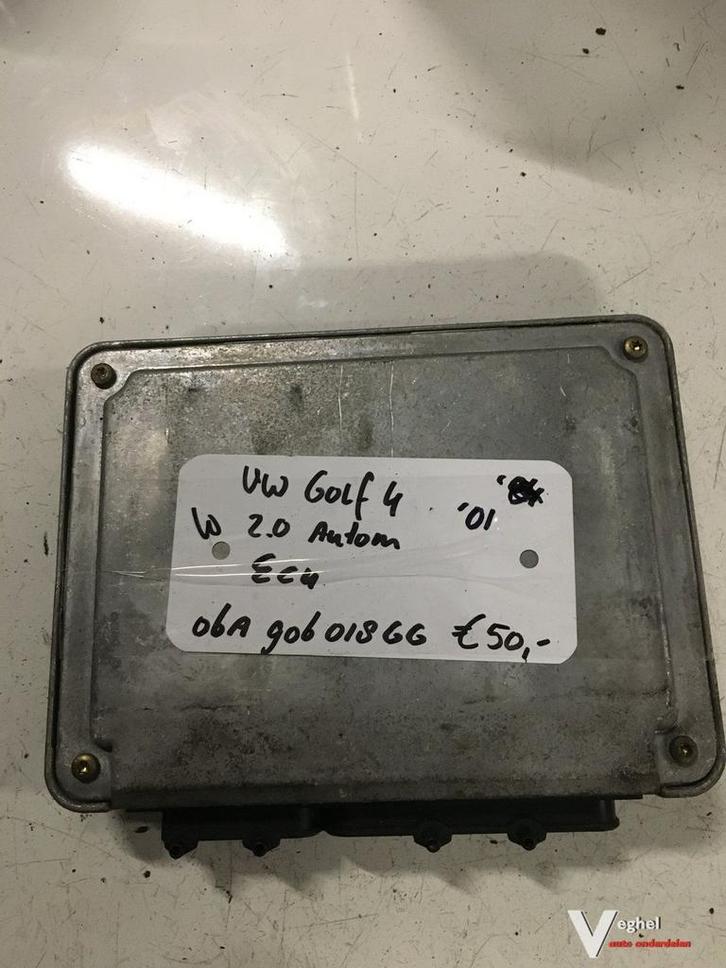 VW Golf 4
W 2.0 Autom '01
Ecu
06A 906 018 GG €50,-
Veghel
auto onderdelen